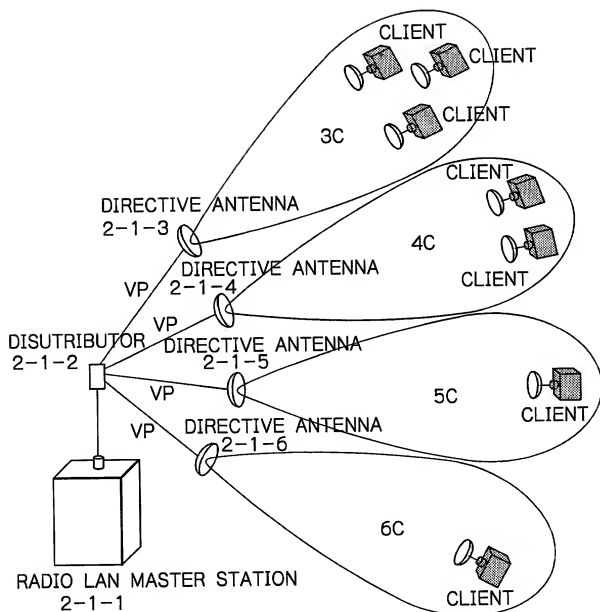 CLIENT
CLIENT
CLIENT
3C
CLIENT
DIRECTIVE ANTENNA
2-1-3
4C
DIRECTIVE ANTENNA
2-1-4
CLIENT
VP
VP
DISUTRIBUTOR
2-1-2
DIRECTIVE ANTENNA
2-1-5
VP
5C
CLIENT
VP
DIRECTIVE ANTENNA
2-1-6
6C
CLIENT
RADIO LAN MASTER STATION
2-1-1